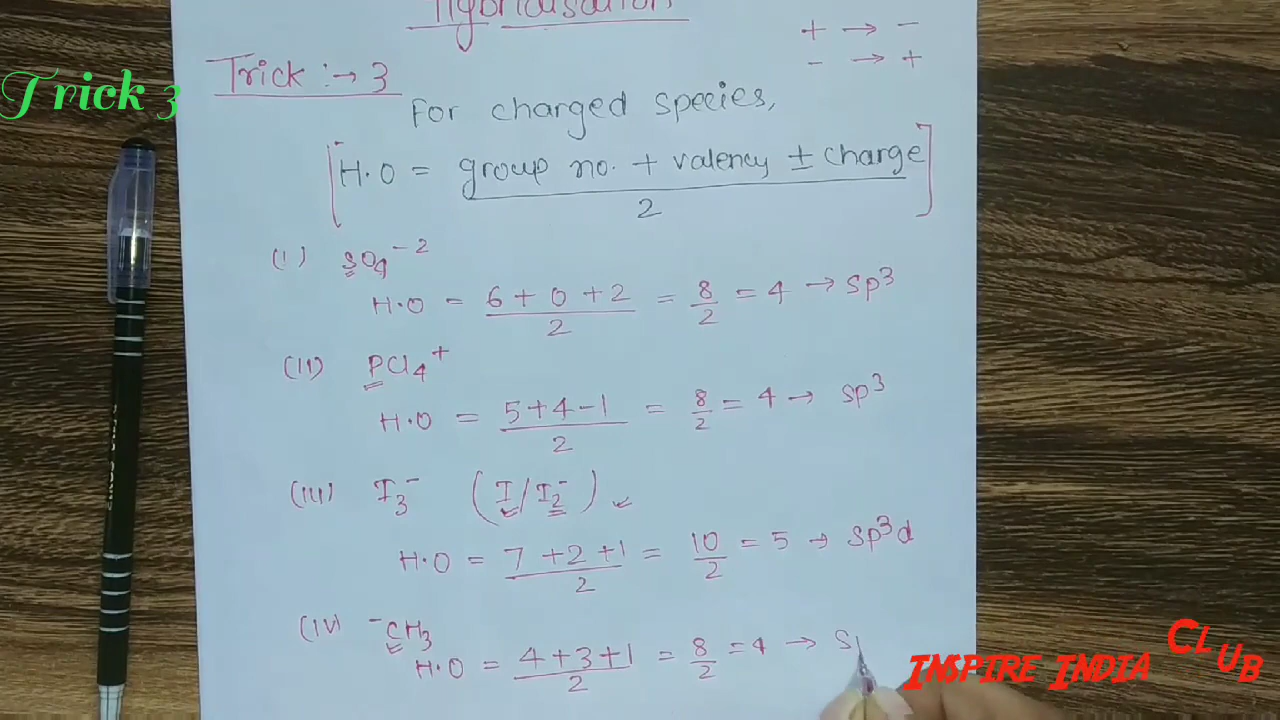 Hybridisation
+ → −
− → +
Trick 3
Trick :→ 3
For charged species,
[H.O = group no. + valency ± charge / 2]
(i) SO₄⁻²
H.O = 6 + 0 + 2 / 2 = 8/2 = 4 → Sp³
(ii) PCl₄⁺
H.O = 5+4−1 / 2 = 8/2 = 4 → Sp³
(iii) I₃⁻ (I/I₂⁻)
H.O = 7 +2 +1 / 2 = 10/2 = 5 → Sp³d
(iv) ⁻CH₃
H.O = 4+3+1 / 2 = 8/2 = 4 → Sp
INSPIRE INDIA CLUB